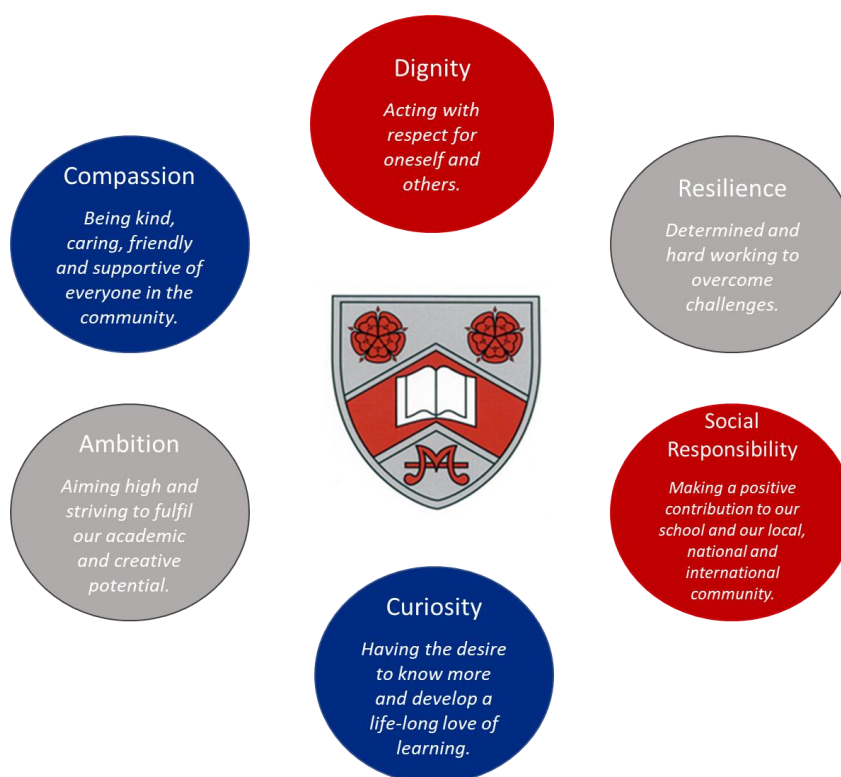 Dignity
Acting with
respect for
oneself and
others.
Compassion
Being kind,
caring, friendly
and supportive of
everyone in the
community.
Resilience
Determined and
hard working to
overcome
challenges.
Ambition
Aiming high and
striving to fulfil
our academic
and creative
potential.
Social
Responsibility
Making a positive
contribution to our
school and our local,
national and
international
community.
Curiosity
Having the desire
to know more
and develop a
life-long love of
learning.